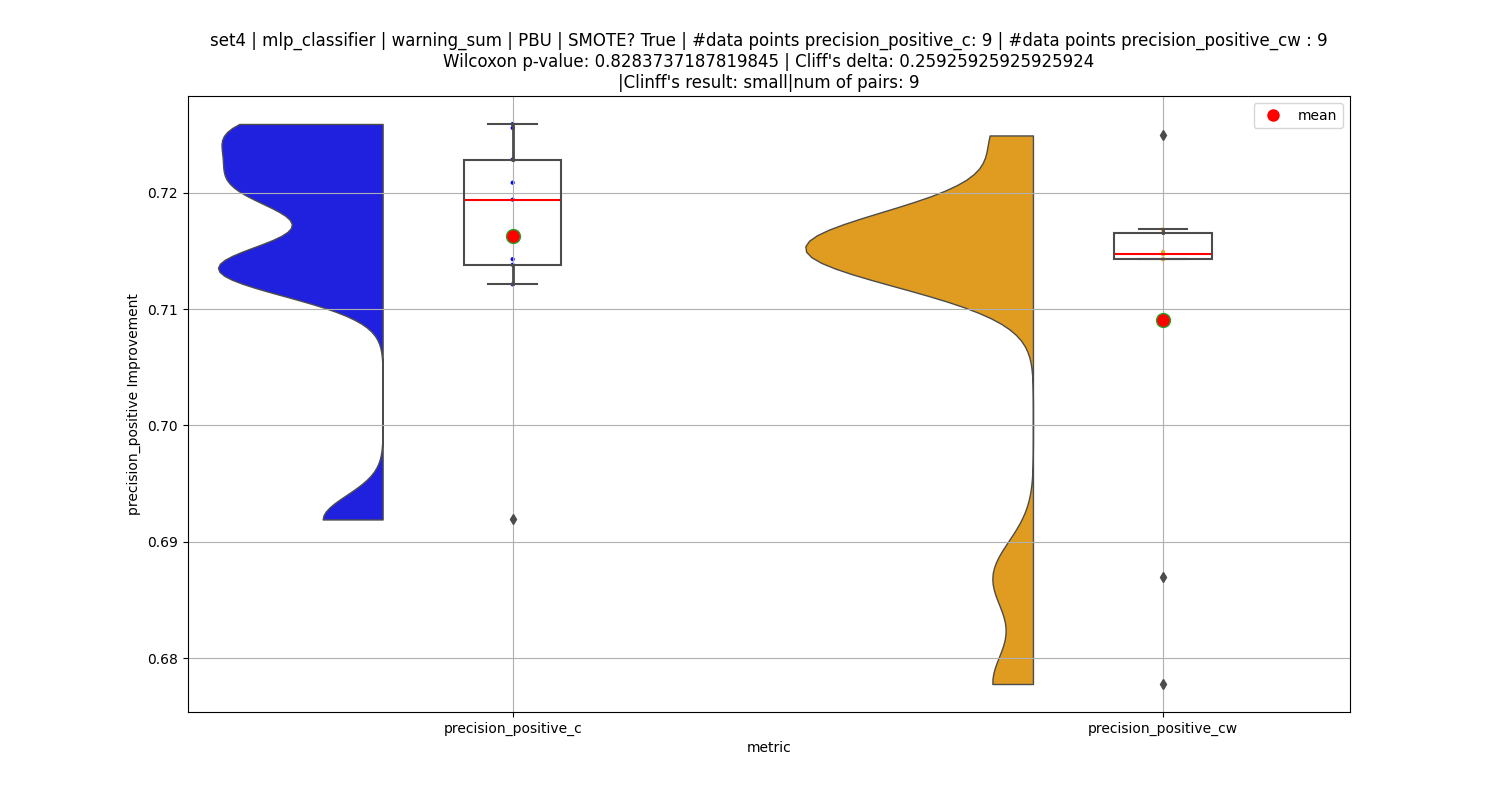 set4 | mlp_classifier | warning_sum | PBU | SMOTE? True | #data points precision_positive_c: 9 | #data points precision_positive_cw : 9
Wilcoxon p-value: 0.8283737187819845 | Cliff's delta: 0.25925925925925924
|Clinff's result: small|num of pairs: 9
mean
0.72
0.71
0.70
0.69
0.68
precision_positive Improvement
precision_positive_c
precision_positive_cw
metric